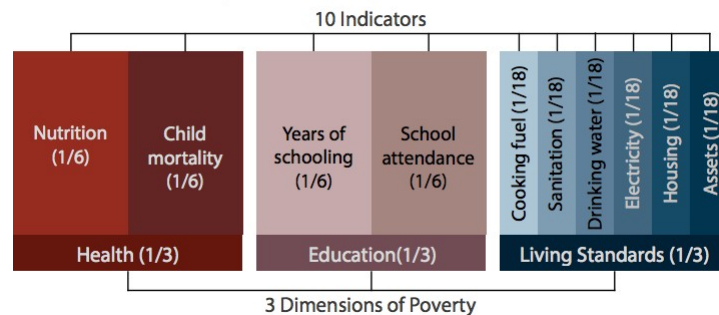 10 Indicators
Nutrition
(1/6)
Child
mortality
(1/6)
Years of
schooling
(1/6)
School
attendance
(1/6)
Cooking fuel (1/18)
Sanitation (1/18)
Drinking water (1/18)
Electricity (1/18)
Housing (1/18)
Assets (1/18)
Health (1/3)
Education(1/3)
Living Standards (1/3)
3 Dimensions of Poverty